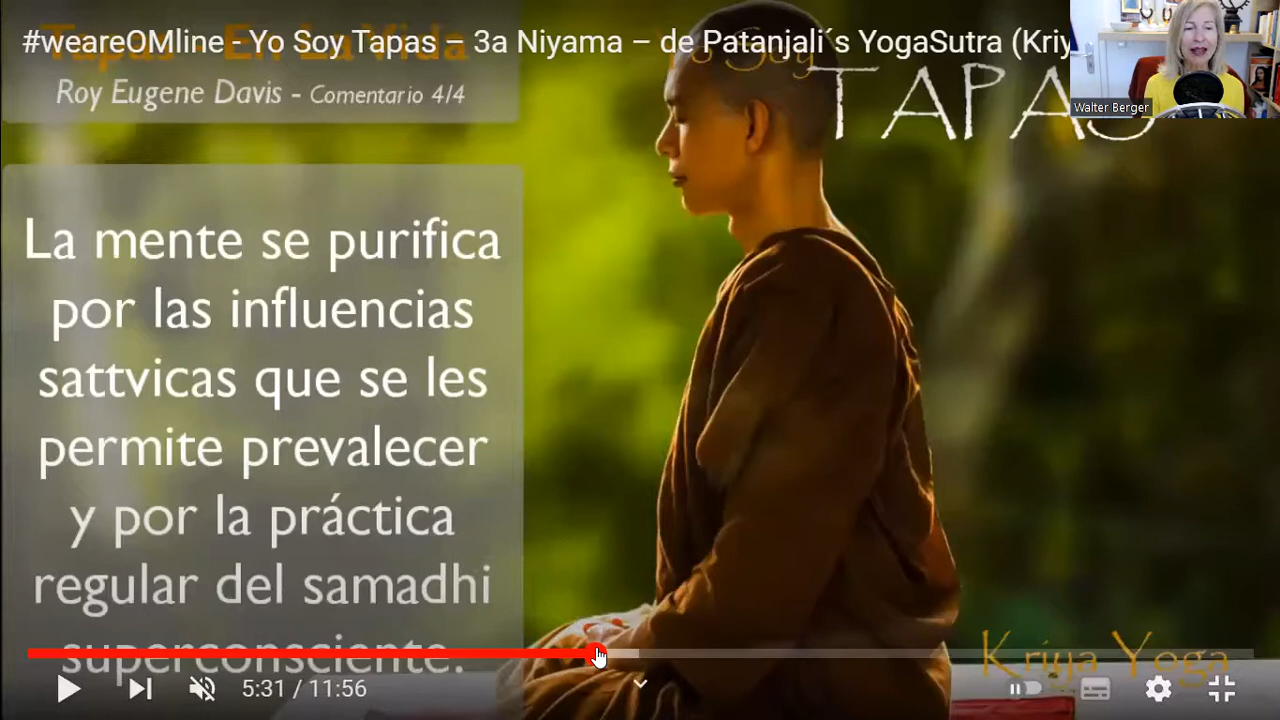 #weareOMline - Yo Soy Tapas – 3a Niyama – de Patanjali´s YogaSutra (Kriy
Tapas - En La Vida
Roy Eugene Davis - Comentario 4/4
Yo Soy
TAPAS
Walter Berger
La mente se purifica
por las influencias
sattvicas que se les
permite prevalecer
y por la práctica
regular del samadhi
superconsciente.
Kriya Yoga
5:31 / 11:56